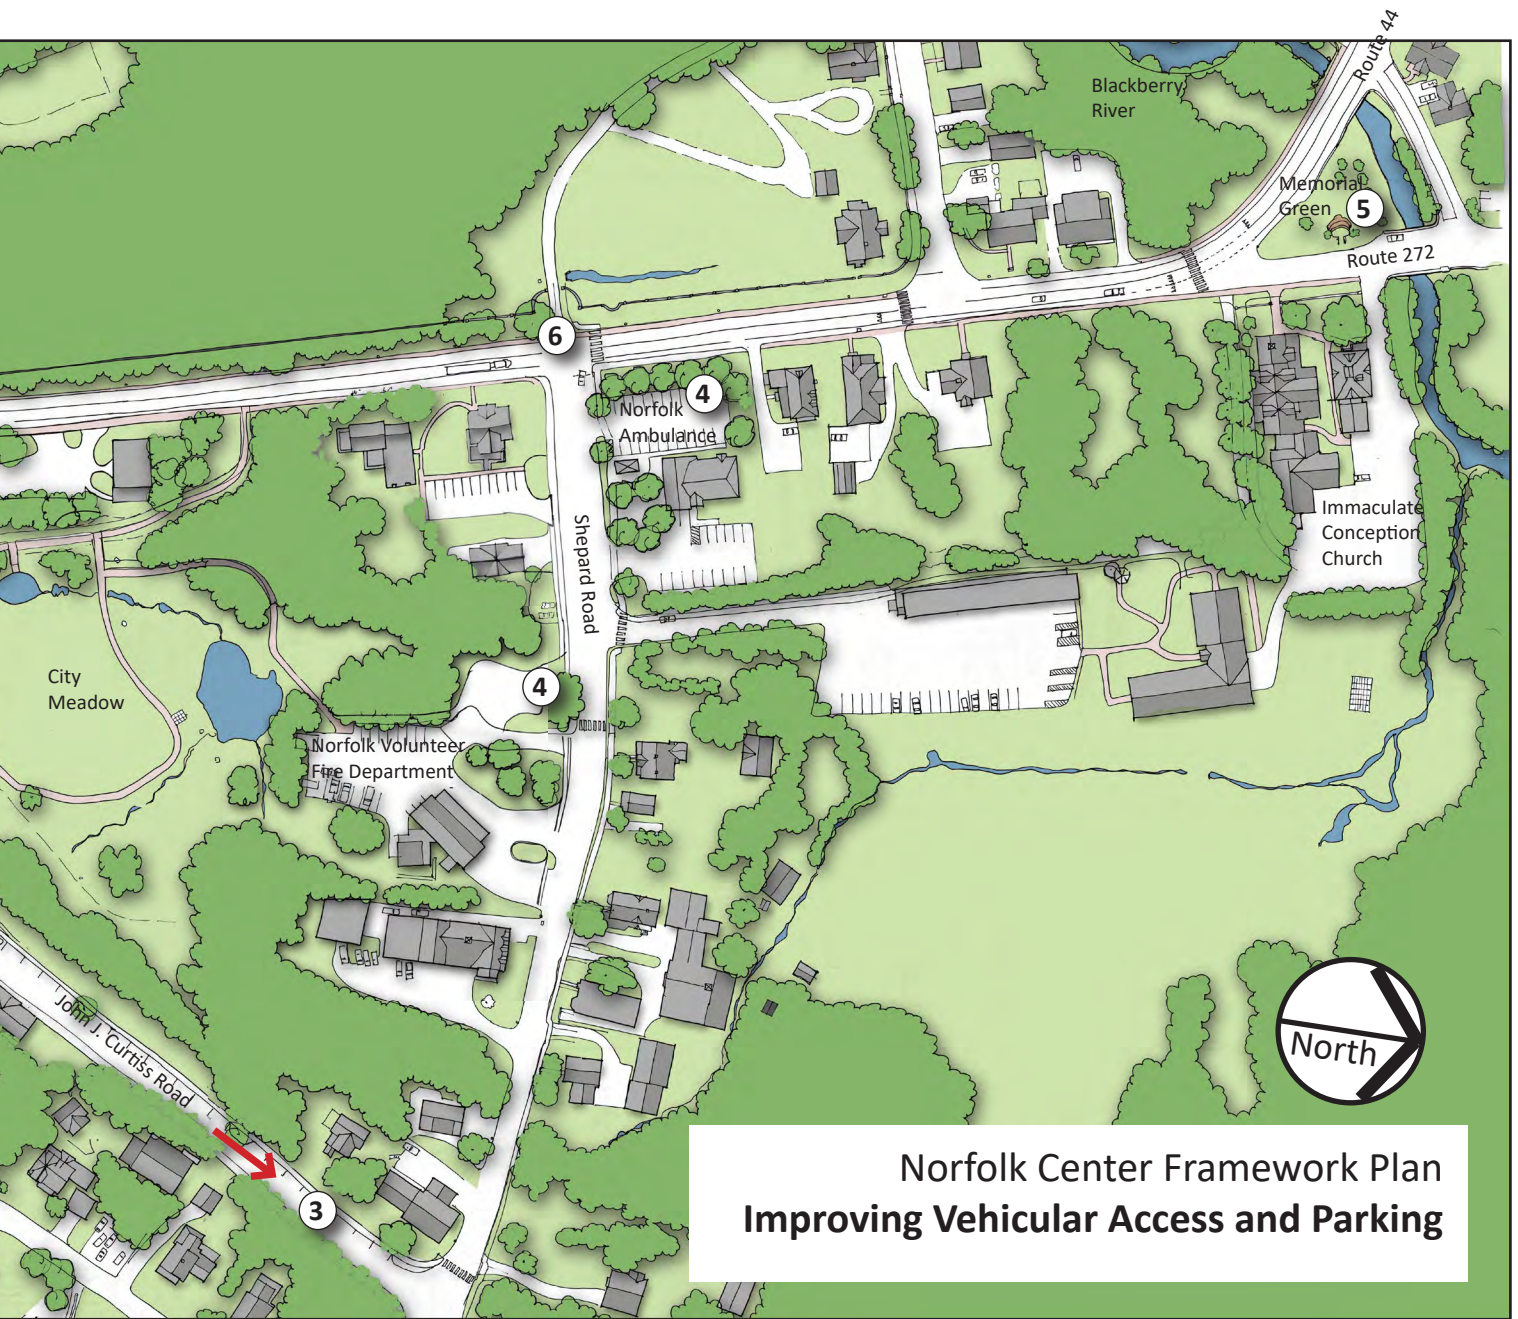 Route 44
Blackberry
River
Memorial
Green
5
Route 272
6
4
Norfolk
Ambulance
Shepard Road
Immaculate
Conception
Church
City
Meadow
4
Norfolk Volunteer
Fire Department
John J. Curtiss Road
North
3
Norfolk Center Framework Plan
Improving Vehicular Access and Parking